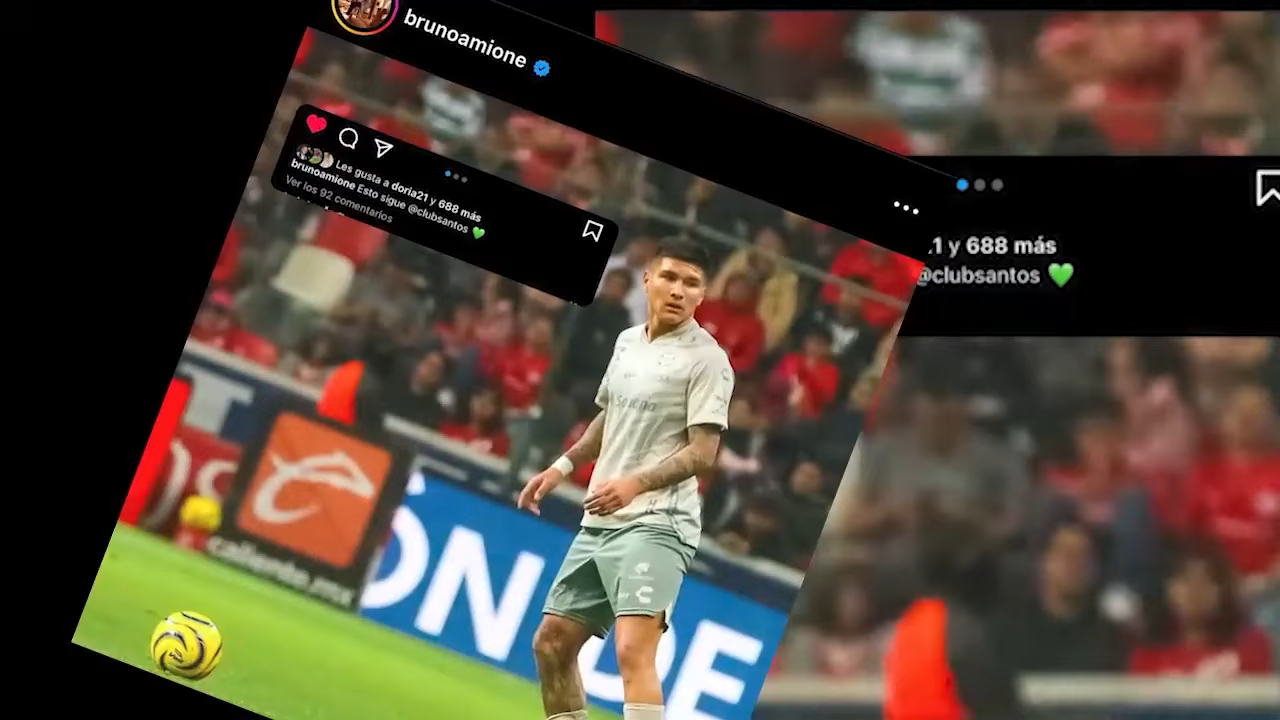 brunoamione
Les gusta a doria21 y 688 más
brunoamione Esto sigue @clubsantos 💚
Ver los 92 comentarios
1 y 688 más
@clubsantos 💚
caliente.mx
ON
DE